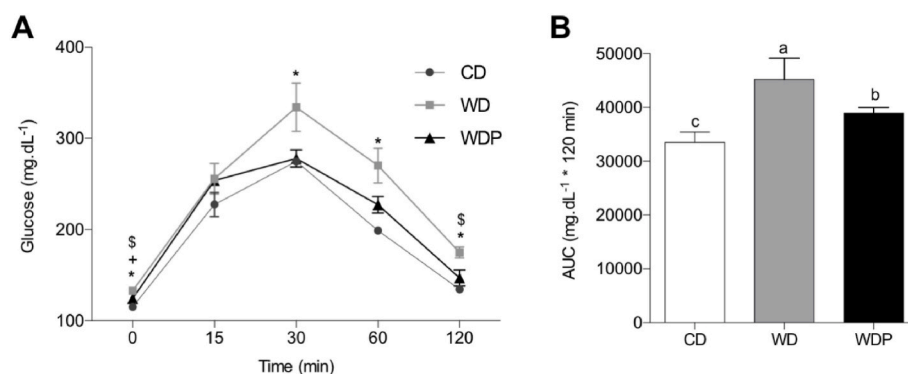 A
400
300
200
100
Glucose (mg.dL-1)
$
+
*
*
*
$
*
CD
WD
WDP
0 15 30 60 120
Time (min)
B
50000
40000
30000
20000
10000
0
AUC (mg.dL-1 * 120 min)
c
a
b
CD WD WDP